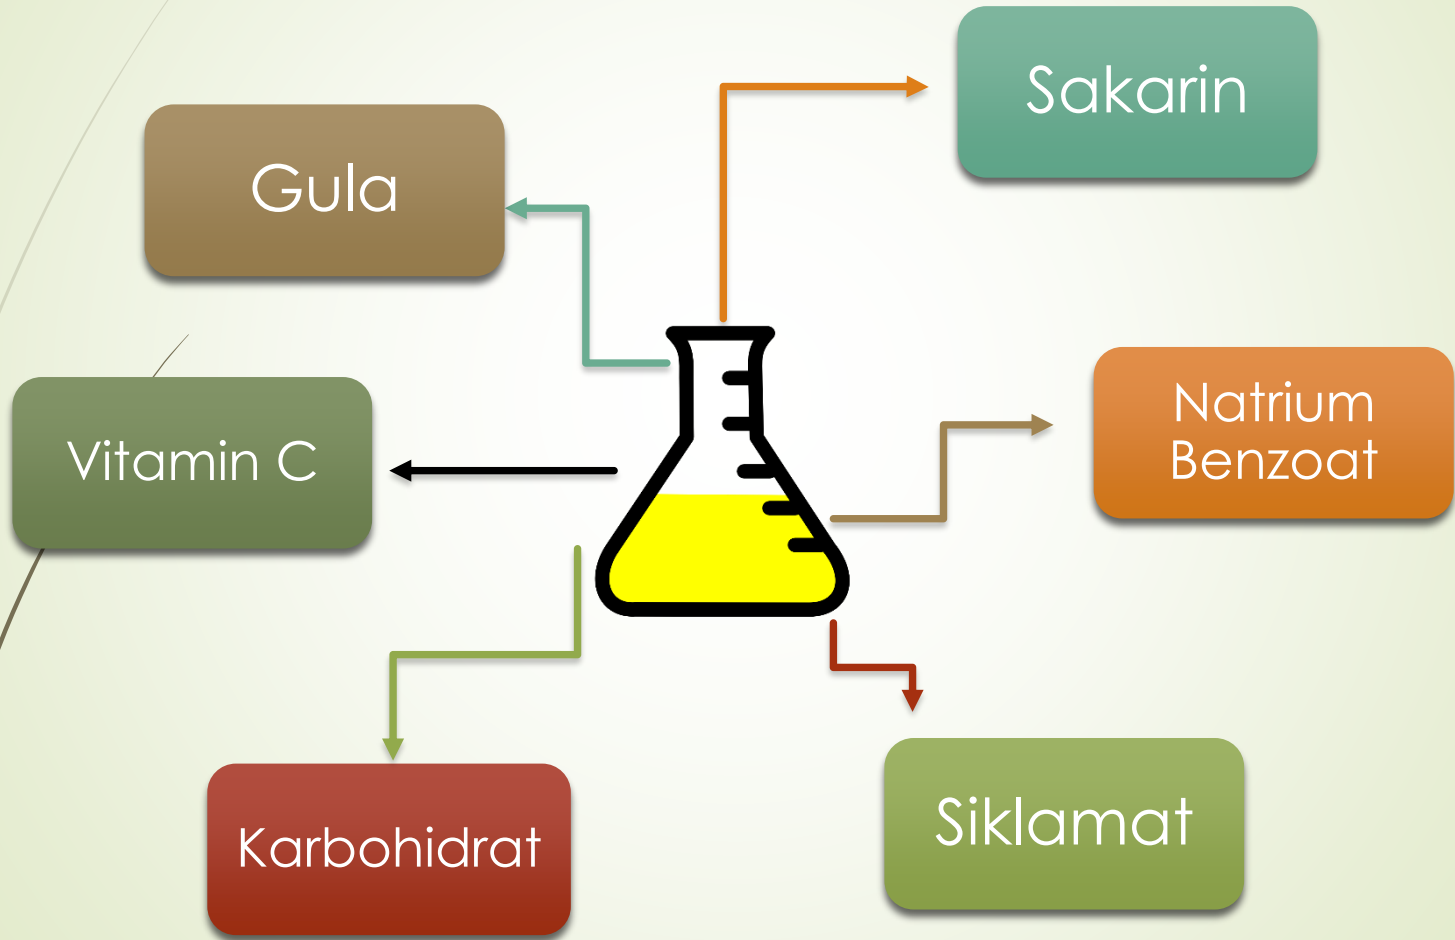 Sakarin
Gula
Natrium
Benzoat
Vitamin C
Siklamat
Karbohidrat